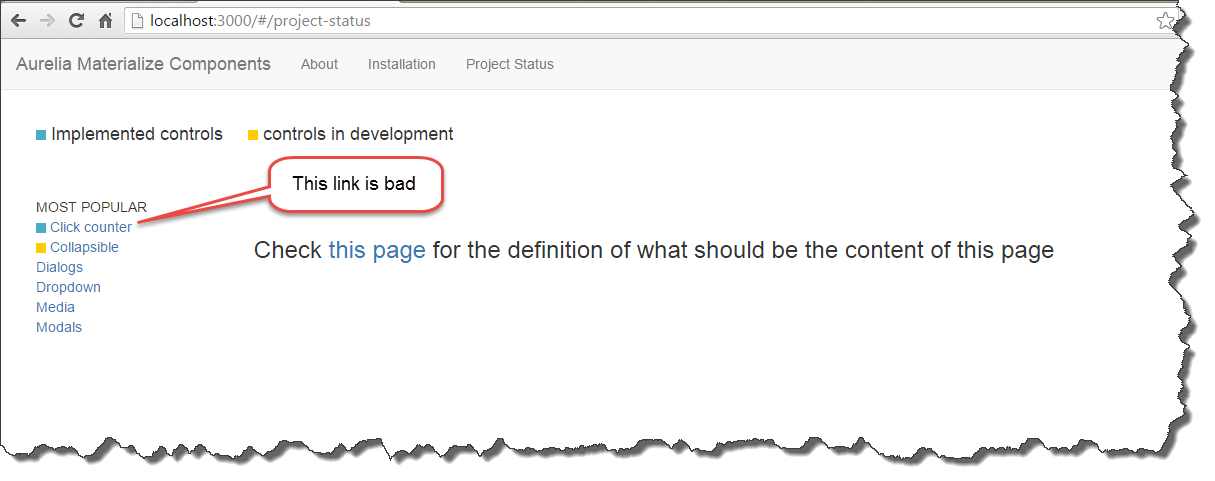 localhost:3000/#/project-status
Aurelia Materialize Components About Installation Project Status
Implemented controls controls in development
This link is bad
MOST POPULAR
Click counter
Collapsible
Check this page for the definition of what should be the content of this page
Dialogs
Dropdown
Media
Modals